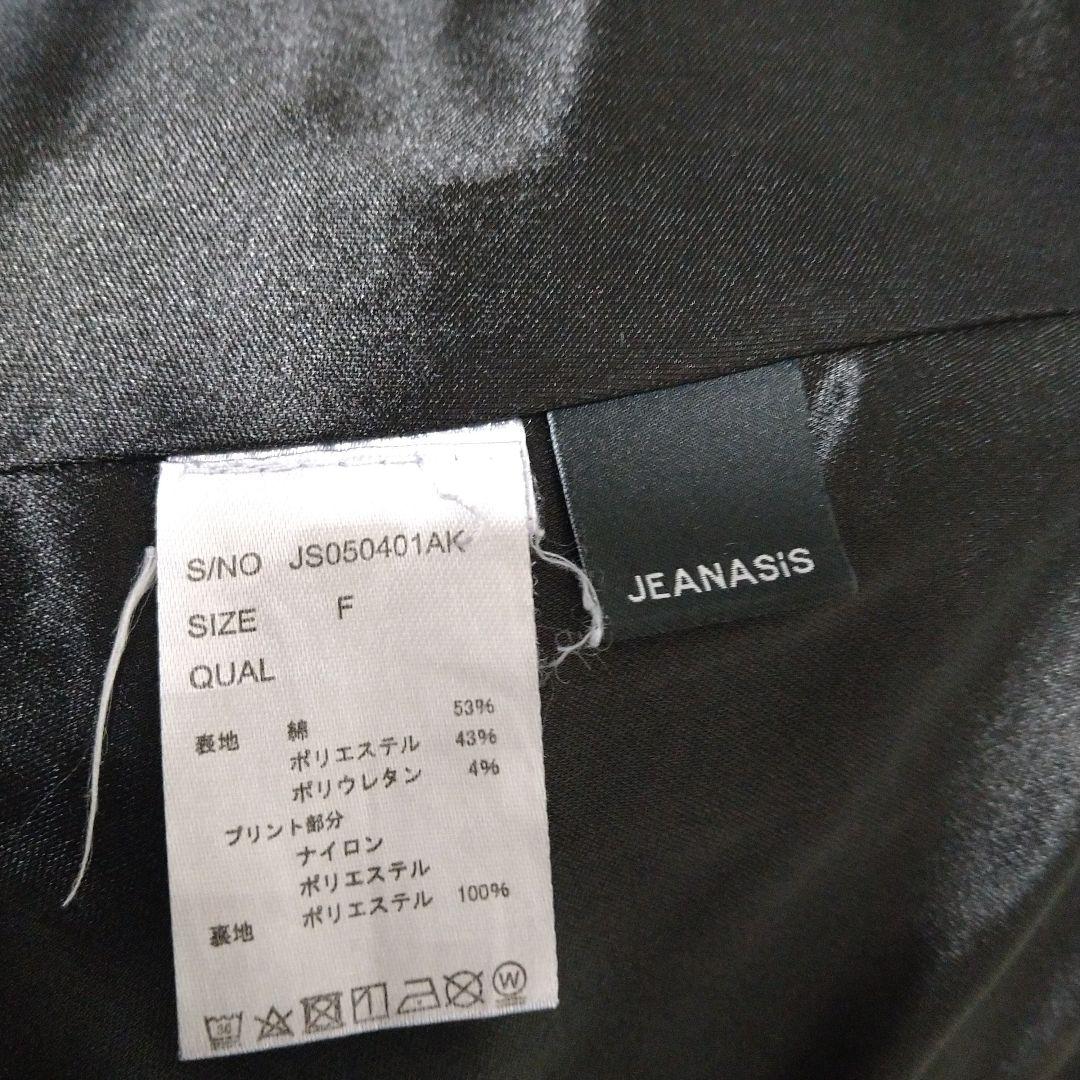 S/NO JS050401AK
SIZE F
QUAL
表地 綿 53%
ポリエステル 43%
ポリウレタン 4%
プリント部分
ナイロン
ポリエステル
裏地 ポリエステル 100%
30
W
JEANASiS